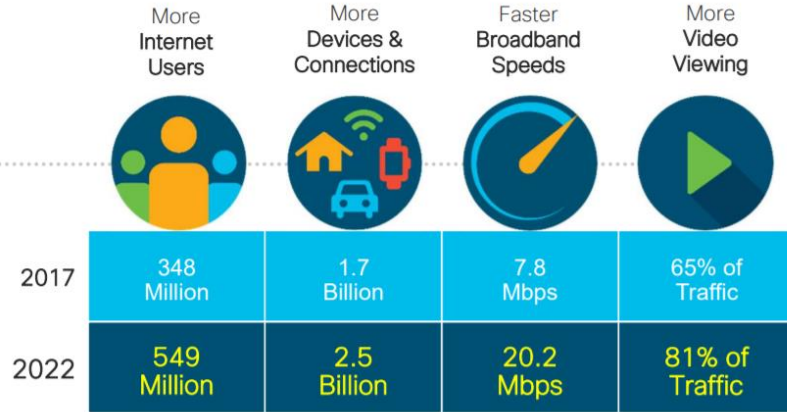 More
Internet
Users
More
Devices &
Connections
Faster
Broadband
Speeds
More
Video
Viewing
2017
348
Million
1.7
Billion
7.8
Mbps
65% of
Traffic
2022
549
Million
2.5
Billion
20.2
Mbps
81% of
Traffic